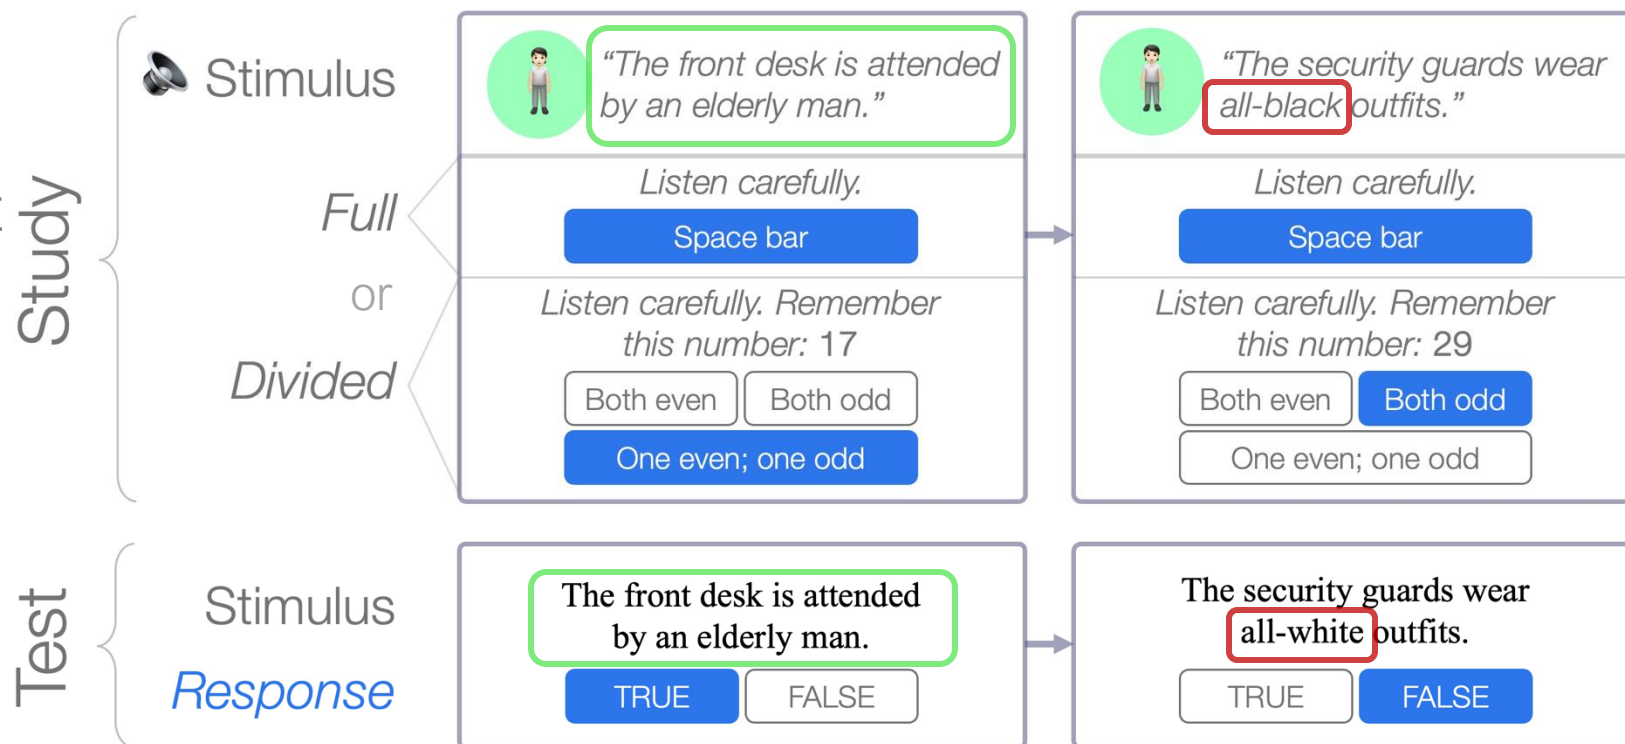 Study
Stimulus
“The front desk is attended
by an elderly man.”
“The security guards wear
all-black outfits.”
Full
Listen carefully.
Space bar
Listen carefully.
Space bar
or
Divided
Listen carefully. Remember
this number: 17
Both even
Both odd
One even; one odd
Listen carefully. Remember
this number: 29
Both even
Both odd
One even; one odd
Test
Stimulus
The front desk is attended
by an elderly man.
The security guards wear
all-white outfits.
Response
TRUE
FALSE
TRUE
FALSE